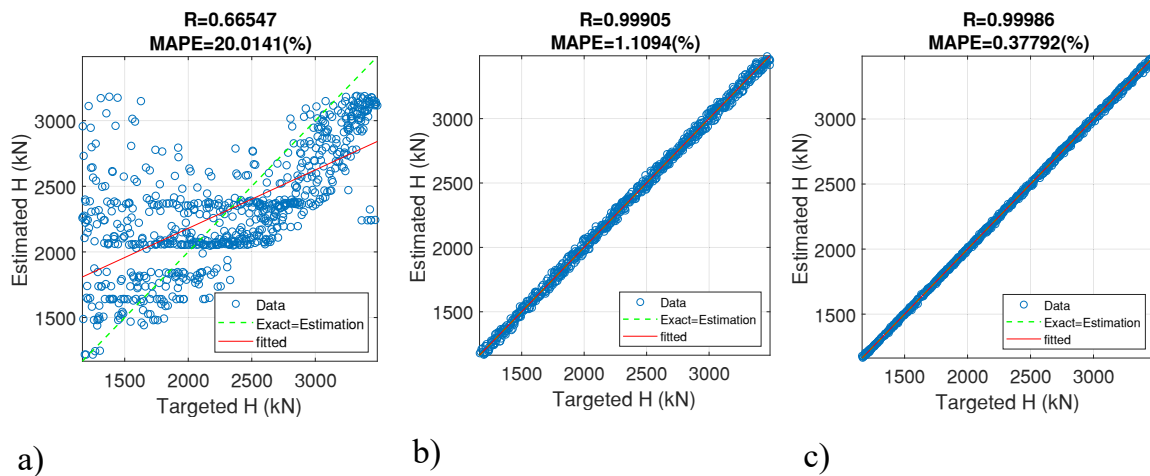 R=0.66547
MAPE=20.0141(%)
Estimated H (kN)
3000
2500
2000
1500
Data
Exact=Estimation
fitted
1500 2000 2500 3000
Targeted H (kN)
a)
R=0.99905
MAPE=1.1094(%)
Estimated H (kN)
3000
2500
2000
1500
Data
Exact=Estimation
fitted
1500 2000 2500 3000
Targeted H (kN)
b)
R=0.99986
MAPE=0.37792(%)
Estimated H (kN)
3000
2500
2000
1500
Data
Exact=Estimation
fitted
1500 2000 2500 3000
Targeted H (kN)
c)